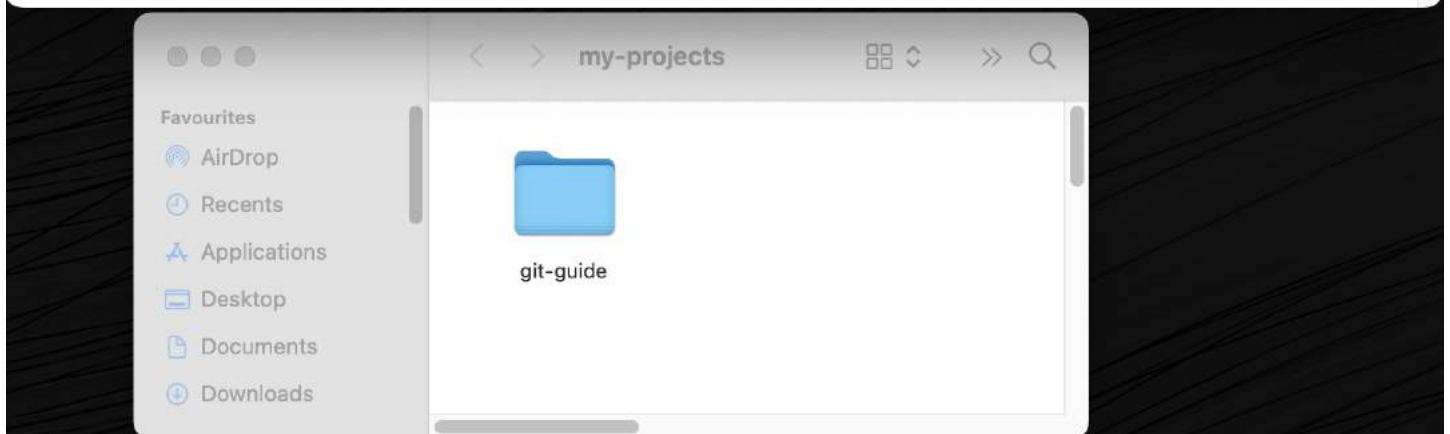 my-projects
Favourites
AirDrop
Recents
Applications
Desktop
Documents
Downloads
git-guide